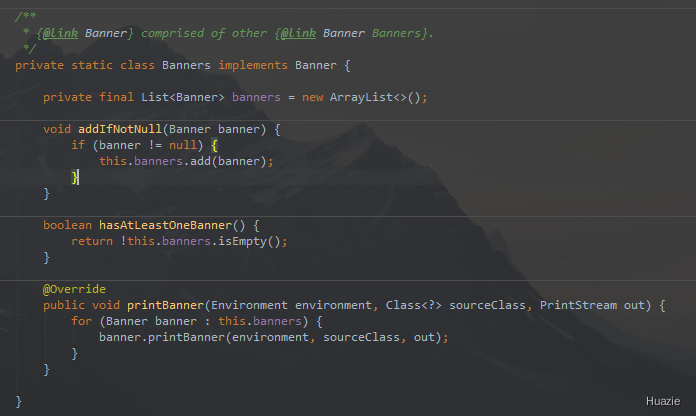 /**
 * {@link Banner} comprised of other {@link Banner Banners}.
 */
private static class Banners implements Banner {
    private final List<Banner> banners = new ArrayList<>();
    void addIfNotNull(Banner banner) {
        if (banner != null) {
            this.banners.add(banner);
        }
    }
    boolean hasAtLeastOneBanner() {
        return !this.banners.isEmpty();
    }
    @Override
    public void printBanner(Environment environment, Class<?> sourceClass, PrintStream out) {
        for (Banner banner : this.banners) {
            banner.printBanner(environment, sourceClass, out);
        }
    }
}
Huazie